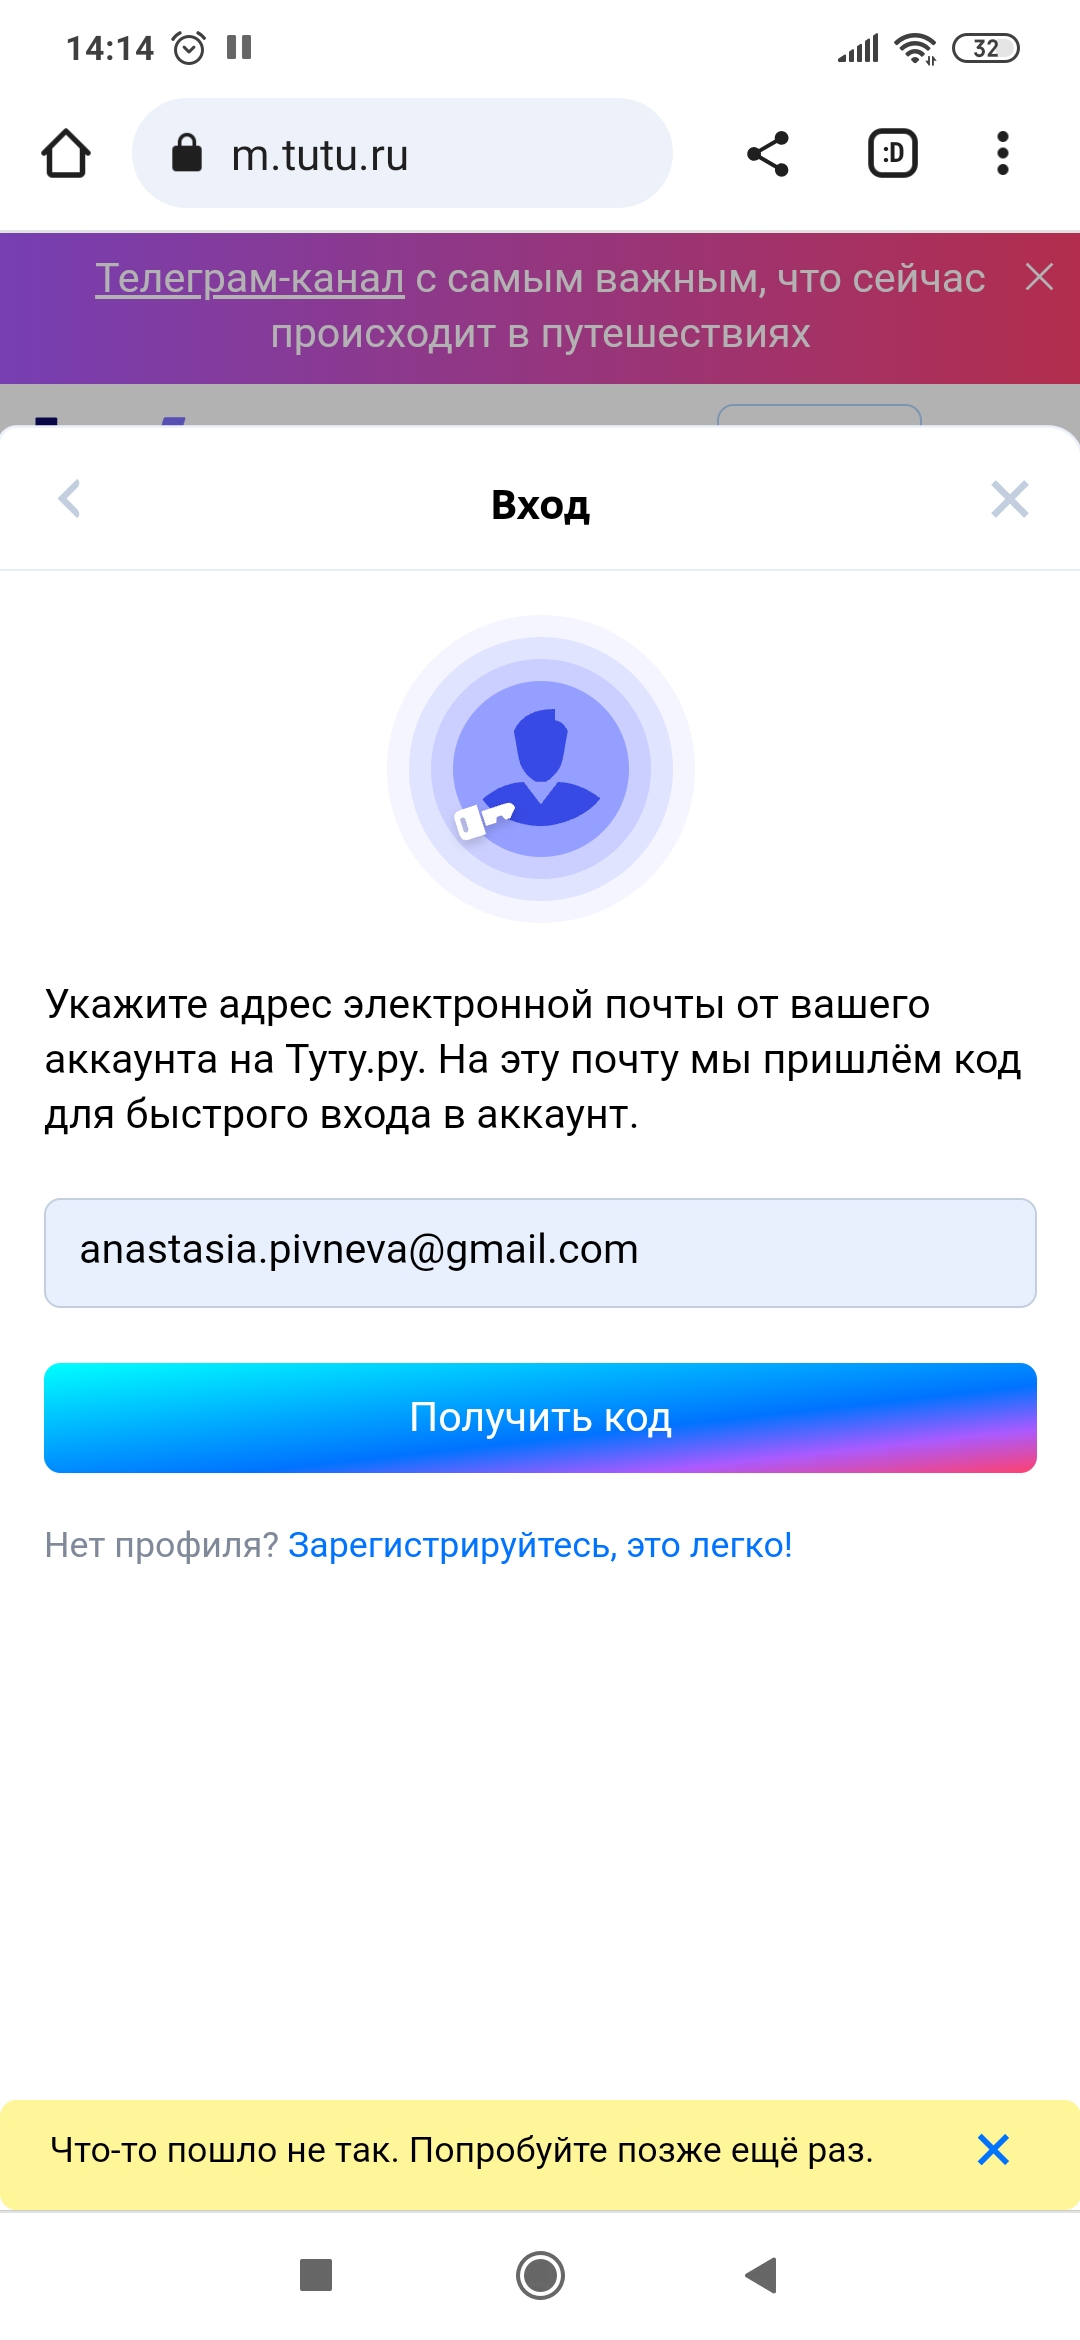 14:14
32
m.tutu.ru
:D
Телеграм-канал с самым важным, что сейчас
происходит в путешествиях
Вход
Укажите адрес электронной почты от вашего
аккаунта на Туту.ру. На эту почту мы пришлём код
для быстрого входа в аккаунт.
anastasia.pivneva@gmail.com
Получить код
Нет профиля? Зарегистрируйтесь, это легко!
Что-то пошло не так. Попробуйте позже ещё раз.